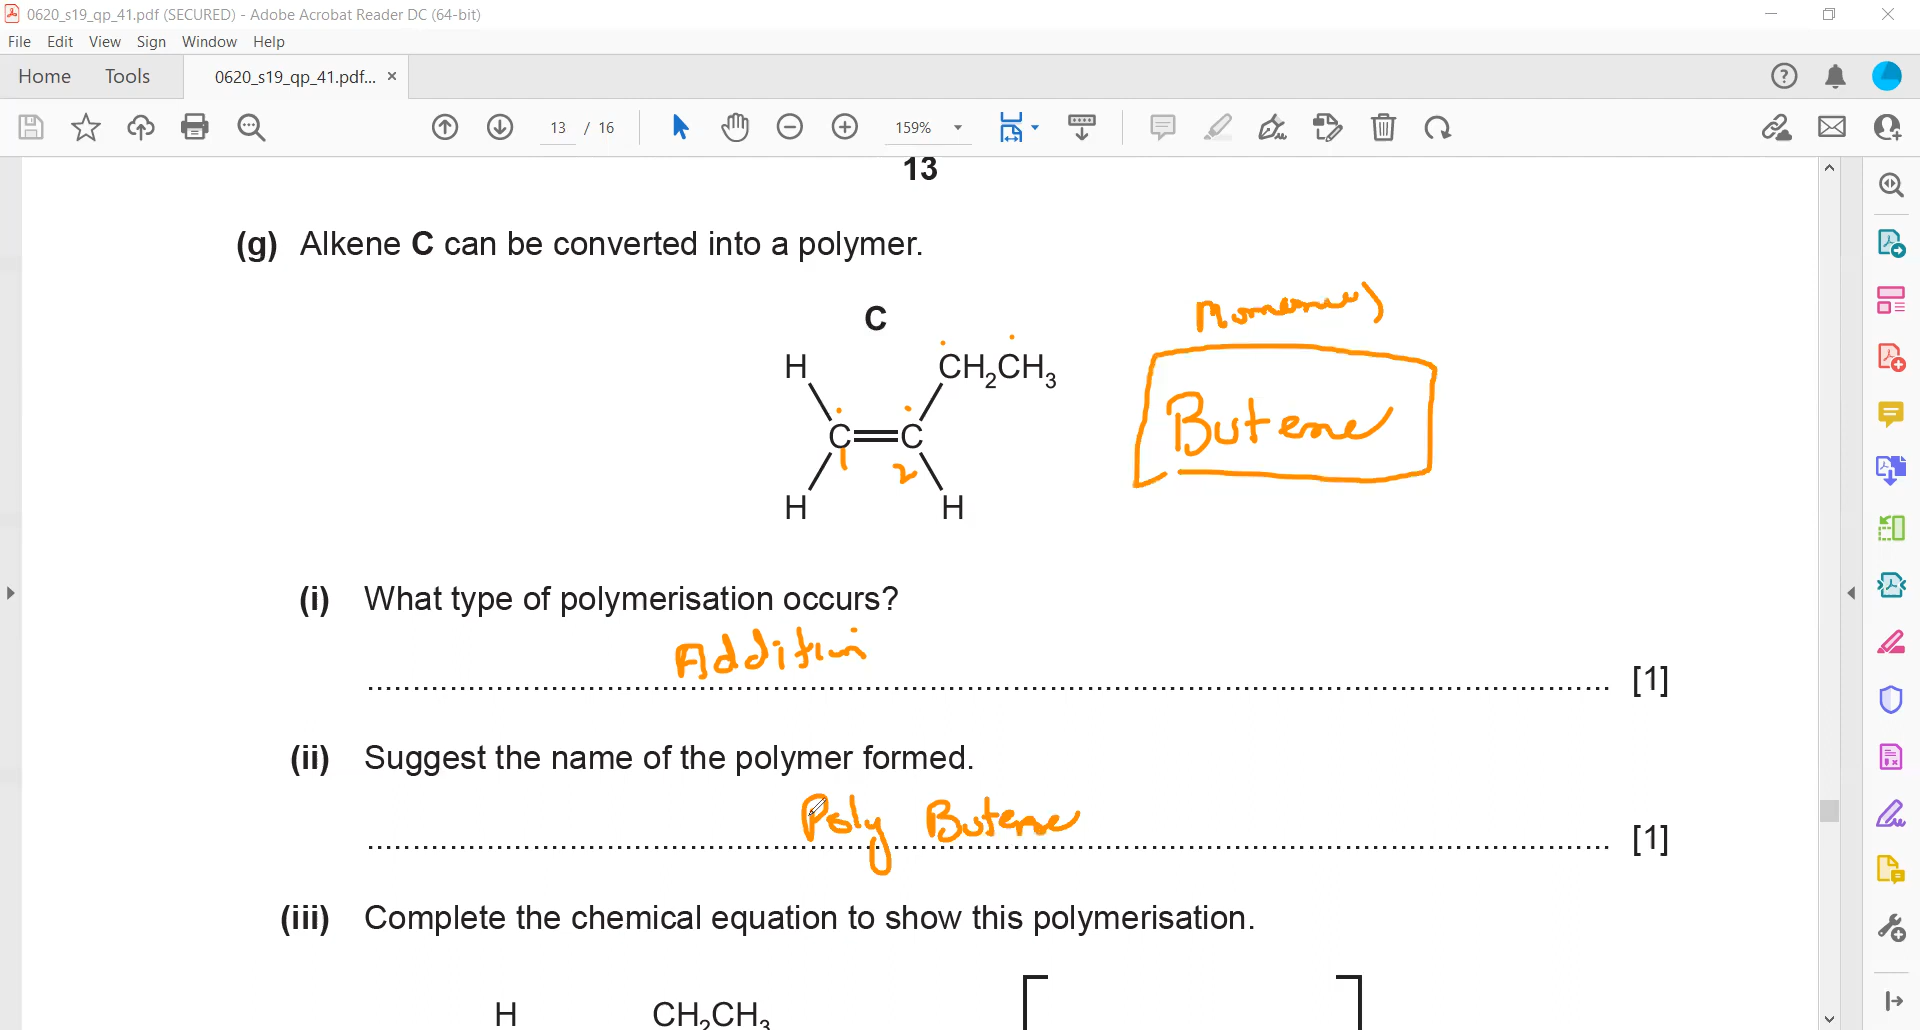 0620_s19_qp_41.pdf (SECURED) - Adobe Acrobat Reader DC (64-bit)
File Edit View Sign Window Help
Home Tools 0620_s19_qp_41.pdf... ×
13 / 16 159%
13
(g) Alkene C can be converted into a polymer.
C
H CH2CH3
Butene
C C
1 2
H H
(i) What type of polymerisation occurs?
Addition
[1]
(ii) Suggest the name of the polymer formed.
Poly Butene
[1]
(iii) Complete the chemical equation to show this polymerisation.
H CH2CH3